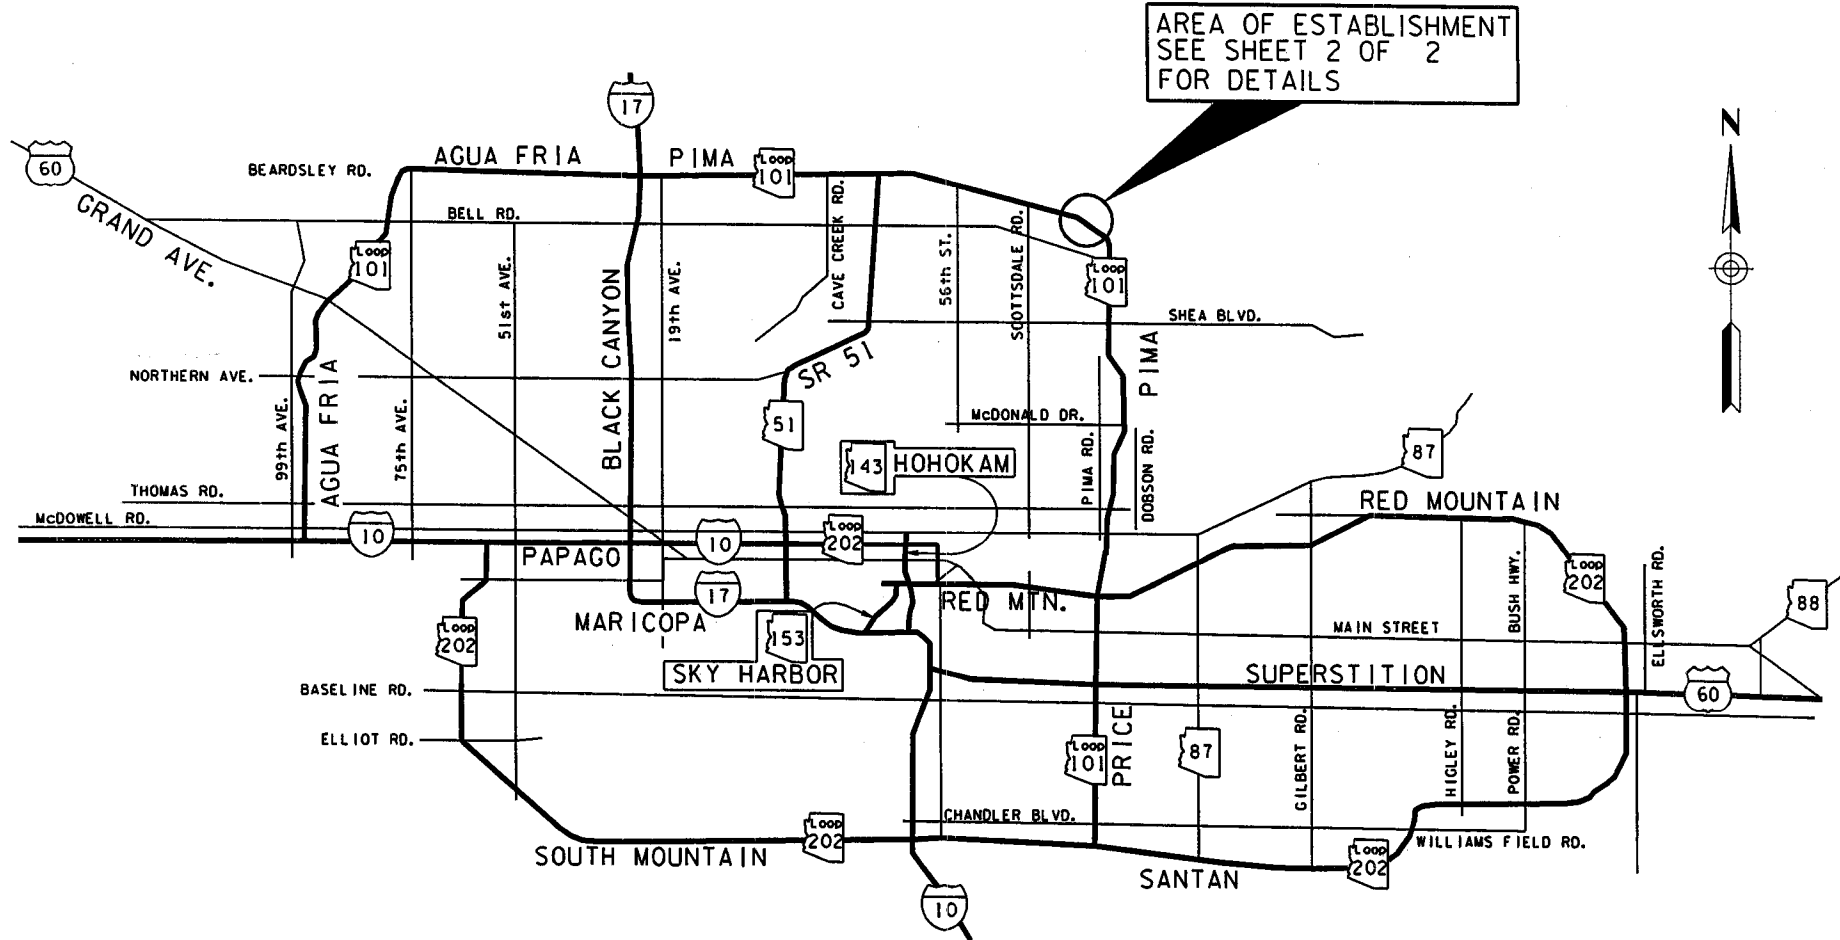 AREA OF ESTABLISHMENT
SEE SHEET 2 OF 2
FOR DETAILS
N
17
60
BEARDSLEY RD.
AGUA FRIA
PIMA
Loop
101
GRAND AVE.
BELL RD.
CAVE CREEK RD.
56th ST.
SCOTTSDALE RD.
Loop
101
Loop
101
51st AVE.
BLACK CANYON
19th AVE.
SHEA BLVD.
PIMA
NORTHERN AVE.
AGUA FRIA
SR 51
99th AVE.
75th AVE.
51
McDONALD DR.
PIMA RD.
DOBSON RD.
87
143
HOHOKAM
THOMAS RD.
McDOWELL RD.
RED MOUNTAIN
10
10
Loop
202
PAPAGO
17
RED MTN.
BUSH HWY.
Loop
202
ELLSWORTH RD.
88
MARICOPA
153
SKY HARBOR
Loop
202
MAIN STREET
SUPERSTITION
60
BASELINE RD.
ELLIOT RD.
Loop
101
PRICE
87
GILBERT RD.
HIGLEY RD.
POWER RD.
CHANDLER BLVD.
Loop
202
SOUTH MOUNTAIN
WILLIAMS FIELD RD.
Loop
202
SANTAN
10